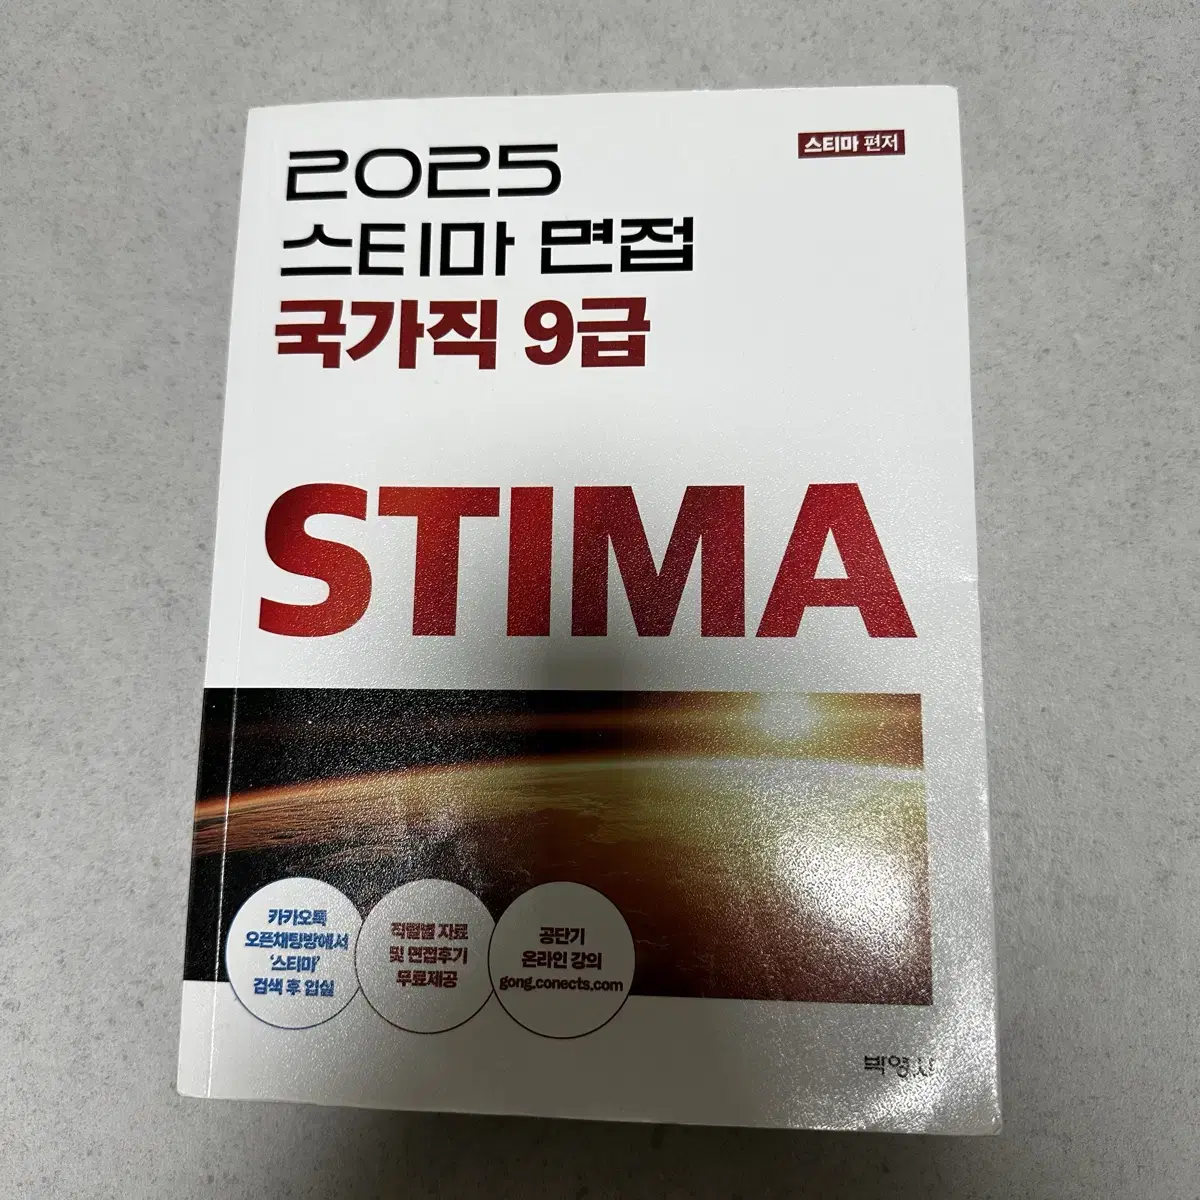 2025
스티마 편저
스티마 면접
국가직 9급
STIMA
카카오톡
오픈채팅방에서
'스티마'
검색 후 입실
직렬별 자료
및 면접후기
무료제공
공단기
온라인 강의
gong.conects.com
박영사